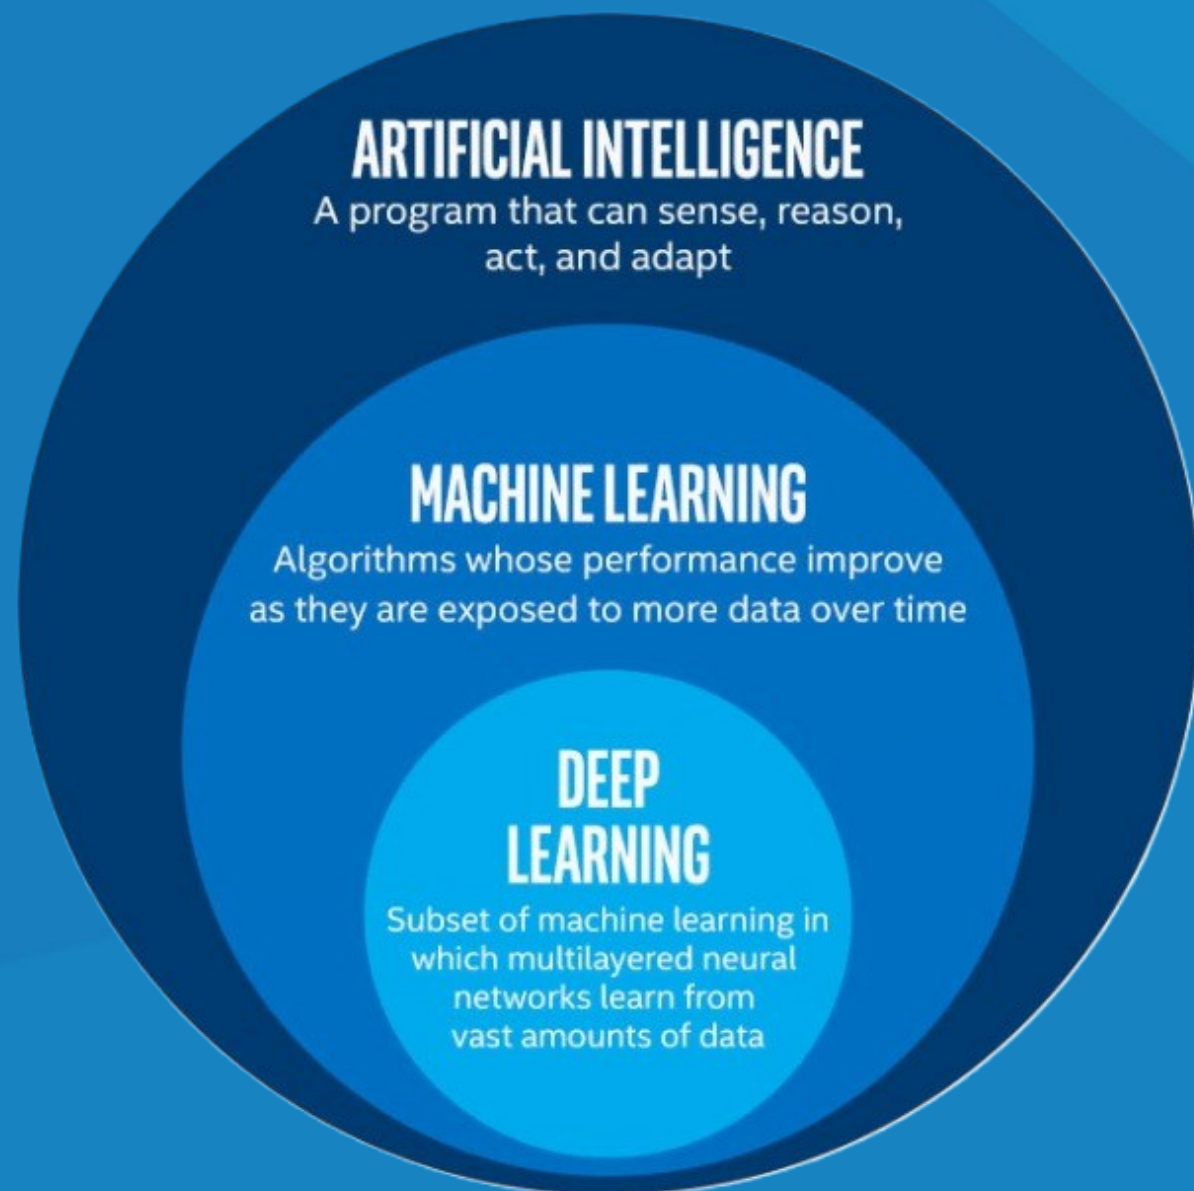 ARTIFICIAL INTELLIGENCE
A program that can sense, reason,
act, and adapt
MACHINE LEARNING
Algorithms whose performance improve
as they are exposed to more data over time
DEEP
LEARNING
Subset of machine learning in
which multilayered neural
networks learn from
vast amounts of data